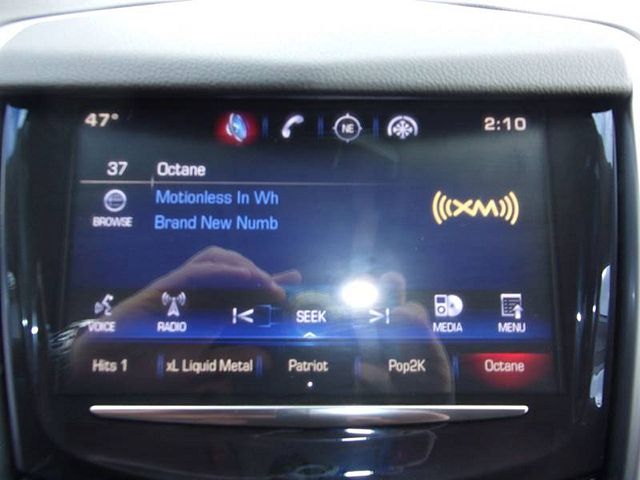 47° NE 2:10
37 Octane
BROWSE Motionless In Wh
Brand New Numb
((XM))
VOICE RADIO SEEK MEDIA MENU
Hits 1 xL Liquid Metal Patriot Pop2K Octane